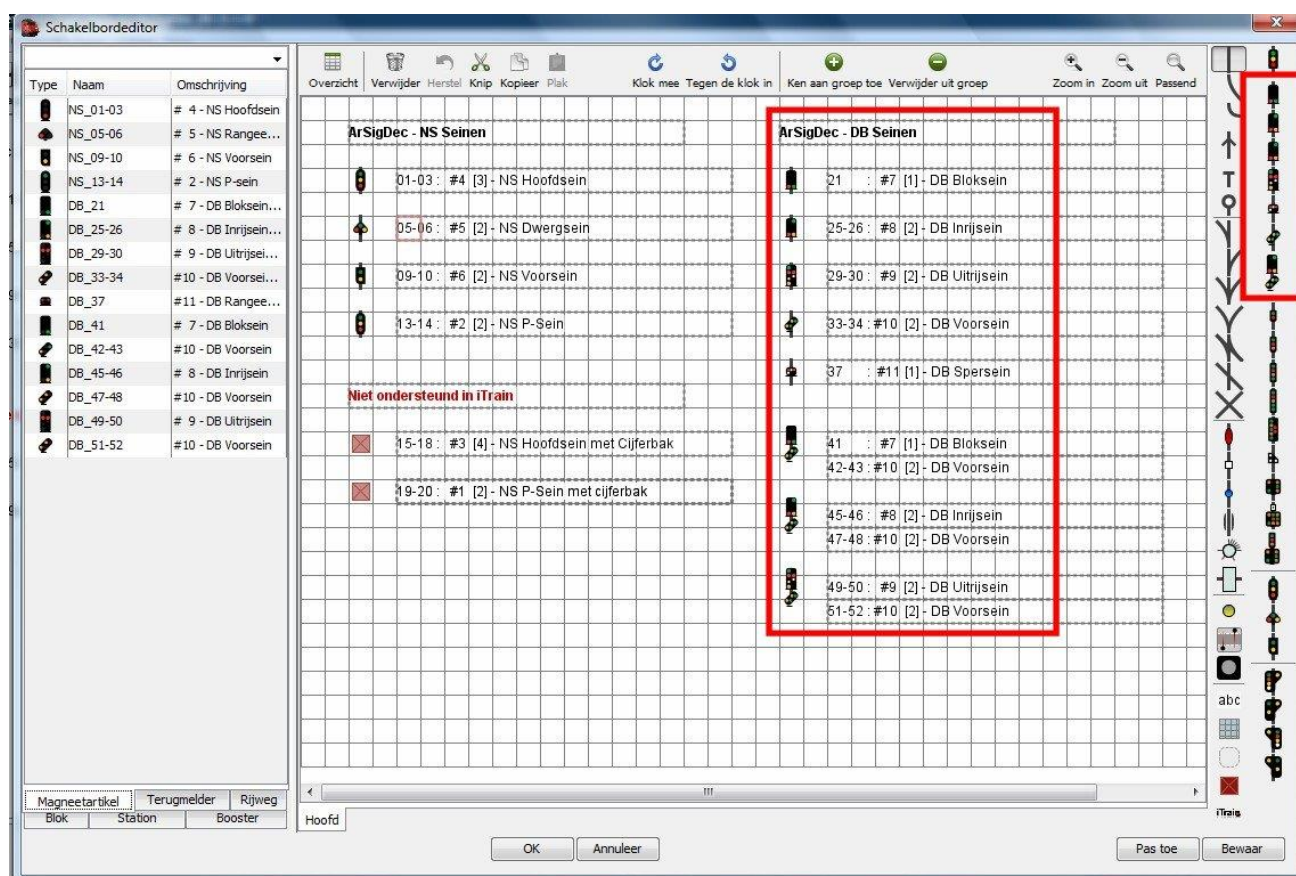 Schakelbordeditor
Overzicht Verwijder Herstel Knip Kopieer Plak Klok mee Tegen de klok in Ken aan groep toe Verwijder uit groep Zoom in Zoom uit Passend
Type Naam Omschrijving
NS_01-03 # 4 - NS Hoofdsein
NS_05-06 # 5 - NS Rangee...
NS_09-10 # 6 - NS Voorsein
NS_13-14 # 2 - NS P-sein
DB_21 # 7 - DB Bloksein...
DB_25-26 # 8 - DB Inrijsein...
DB_29-30 # 9 - DB Uitrijsei...
DB_33-34 #10 - DB Voorsei...
DB_37 #11 - DB Rangee...
DB_41 # 7 - DB Bloksein
DB_42-43 #10 - DB Voorsein
DB_45-46 # 8 - DB Inrijsein
DB_47-48 #10 - DB Voorsein
DB_49-50 # 9 - DB Uitrijsein
DB_51-52 #10 - DB Voorsein
ArSigDec - NS Seinen
01-03 : #4 [3] - NS Hoofdsein
05-06 : #5 [2] - NS Dwergsein
09-10 : #6 [2] - NS Voorsein
13-14 : #2 [2] - NS P-Sein
Niet ondersteund in iTrain
15-18 : #3 [4] - NS Hoofdsein met Cijferbak
19-20 : #1 [2] - NS P-Sein met cijferbak
ArSigDec - DB Seinen
21 : #7 [1] - DB Bloksein
25-26 : #8 [2] - DB Inrijsein
29-30 : #9 [2] - DB Uitrijsein
33-34 : #10 [2] - DB Voorsein
37 : #11 [1] - DB Spersein
41 : #7 [1] - DB Bloksein
42-43 : #10 [2] - DB Voorsein
45-46 : #8 [2] - DB Inrijsein
47-48 : #10 [2] - DB Voorsein
49-50 : #9 [2] - DB Uitrijsein
51-52 : #10 [2] - DB Voorsein
abc
iTrain
Magneetartikel Terugmelder Rijweg
Blok Station Booster
Hoofd
OK Annuleer Pas toe Bewaar